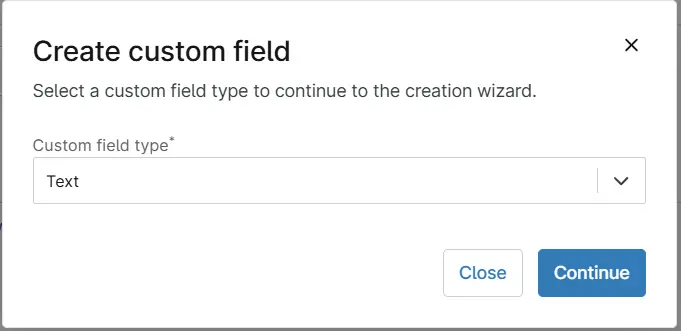 Create custom field
Select a custom field type to continue to the creation wizard.
Custom field type*
Text
Close
Continue